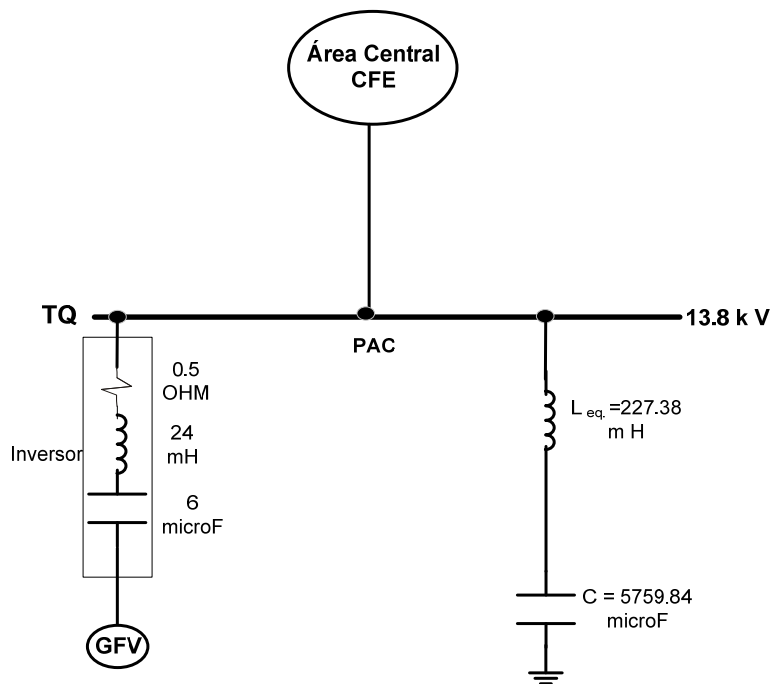 Área Central
CFE
TQ
13.8 k V
PAC
0.5
OHM
24
mH
Inversor
6
microF
GFV
L eq. =227.38
m H
C = 5759.84
microF